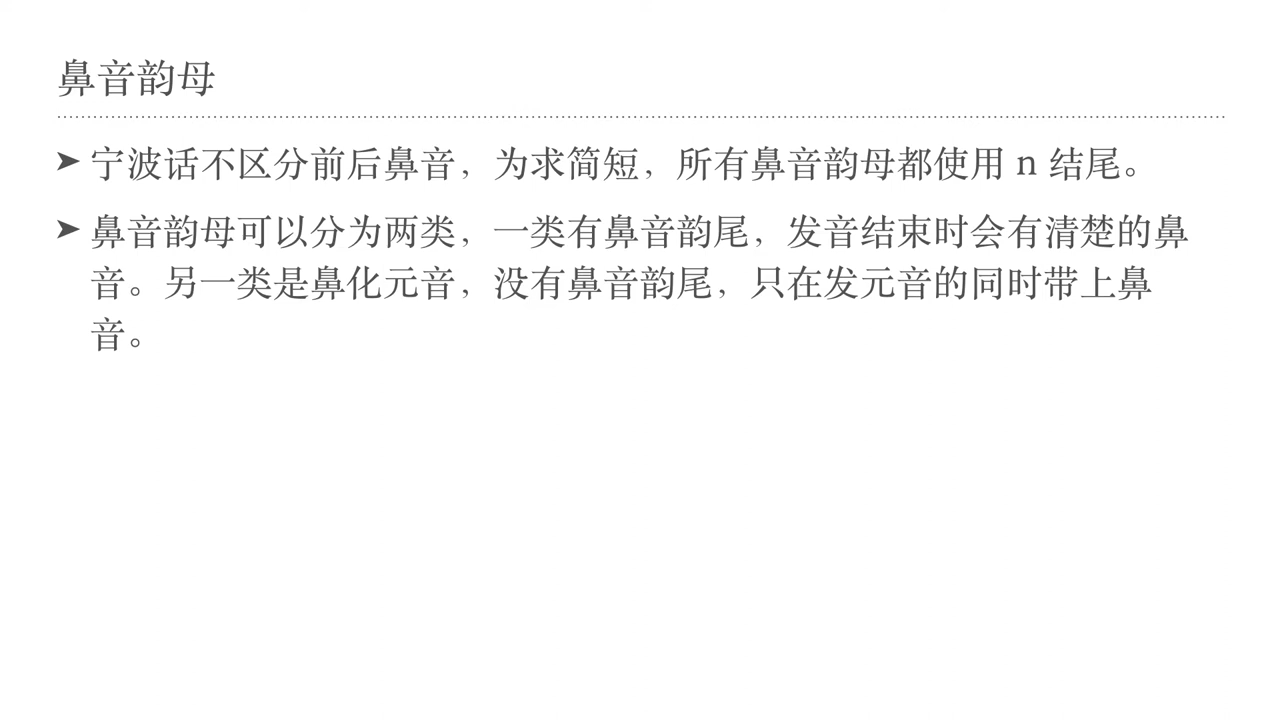 鼻音韵母
➤ 宁波话不区分前后鼻音，为求简短，所有鼻音韵母都使用 n 结尾。
➤ 鼻音韵母可以分为两类，一类有鼻音韵尾，发音结束时会有清楚的鼻
音。另一类是鼻化元音，没有鼻音韵尾，只在发元音的同时带上鼻
音。